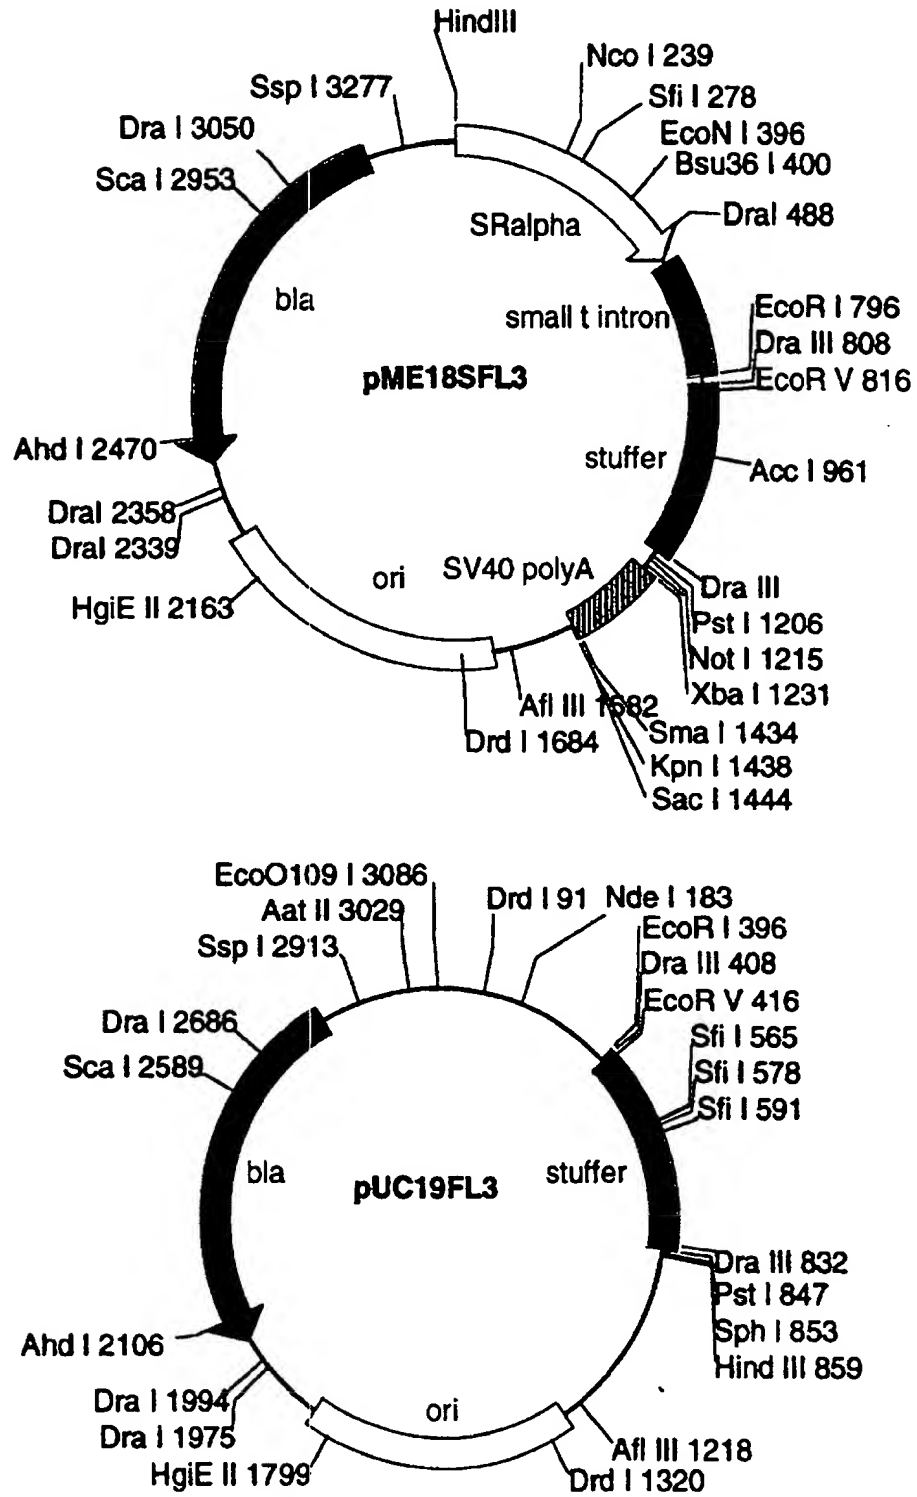 HindIII
Nco I 239
Ssp I 3277
Sfi I 278
Dra I 3050
EcoN I 396
Bsu36 I 400
Sca I 2953
DraI 488
SRalpha
bla
small t intron
EcoR I 796
Dra III 808
pME18SFL3
EcoR V 816
Ahd I 2470
stuffer
Acc I 961
DraI 2358
DraI 2339
ori
SV40 polyA
HgiE II 2163
Dra III
Pst I 1206
Not I 1215
Xba I 1231
Afl III 1682
Sma I 1434
Drd I 1684
Kpn I 1438
Sac I 1444
EcoO109 I 3086
Drd I 91
Nde I 183
Aat II 3029
EcoR I 396
Ssp I 2913
Dra III 408
EcoR V 416
Dra I 2686
Sfi I 565
Sca I 2589
Sfi I 578
Sfi I 591
bla
pUC19FL3
stuffer
Dra III 832
Pst I 847
Sph I 853
Ahd I 2106
Hind III 859
Dra I 1994
ori
Dra I 1975
Afl III 1218
HgiE II 1799
Drd I 1320